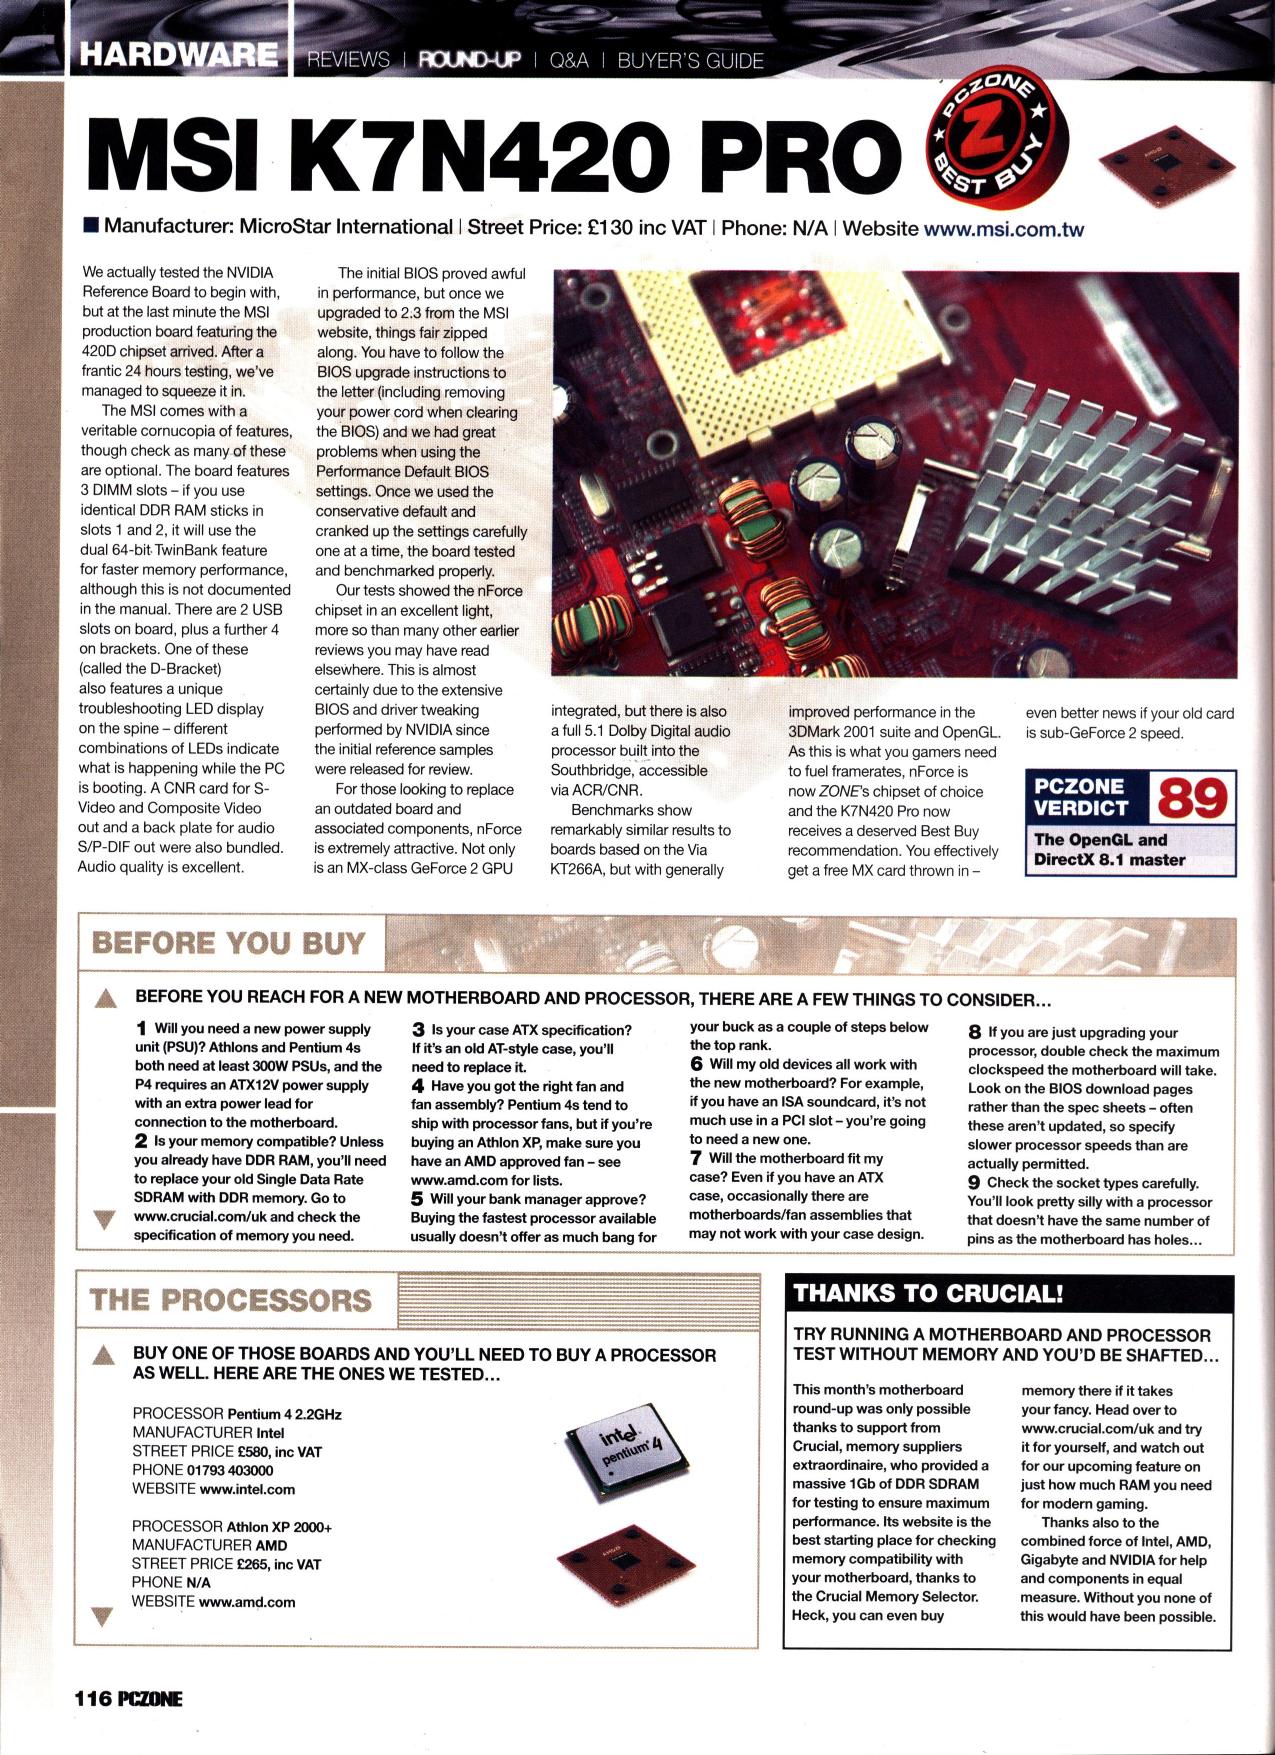 HARDWARE
REVIEWS | ROUND-UP | Q&A | BUYER'S GUIDE
MSI K7N420 PRO
PCZONE
Z
BEST BUY
■ Manufacturer: MicroStar International | Street Price: £130 inc VAT | Phone: N/A | Website www.msi.com.tw
We actually tested the NVIDIA
Reference Board to begin with,
but at the last minute the MSI
production board featuring the
420D chipset arrived. After a
frantic 24 hours testing, we've
managed to squeeze it in.
The MSI comes with a
veritable cornucopia of features,
though check as many of these
are optional. The board features
3 DIMM slots – if you use
identical DDR RAM sticks in
slots 1 and 2, it will use the
dual 64-bit TwinBank feature
for faster memory performance,
although this is not documented
in the manual. There are 2 USB
slots on board, plus a further 4
on brackets. One of these
(called the D-Bracket)
also features a unique
troubleshooting LED display
on the spine – different
combinations of LEDs indicate
what is happening while the PC
is booting. A CNR card for S-
Video and Composite Video
out and a back plate for audio
S/P-DIF out were also bundled.
Audio quality is excellent.
The initial BIOS proved awful
in performance, but once we
upgraded to 2.3 from the MSI
website, things fair zipped
along. You have to follow the
BIOS upgrade instructions to
the letter (including removing
your power cord when clearing
the BIOS) and we had great
problems when using the
Performance Default BIOS
settings. Once we used the
conservative default and
cranked up the settings carefully
one at a time, the board tested
and benchmarked properly.
Our tests showed the nForce
chipset in an excellent light,
more so than many other earlier
reviews you may have read
elsewhere. This is almost
certainly due to the extensive
BIOS and driver tweaking
performed by NVIDIA since
the initial reference samples
were released for review.
For those looking to replace
an outdated board and
associated components, nForce
is extremely attractive. Not only
is an MX-class GeForce 2 GPU
integrated, but there is also
a full 5.1 Dolby Digital audio
processor built into the
Southbridge, accessible
via ACR/CNR.
Benchmarks show
remarkably similar results to
boards based on the Via
KT266A, but with generally
improved performance in the
3DMark 2001 suite and OpenGL.
As this is what you gamers need
to fuel framerates, nForce is
now ZONE's chipset of choice
and the K7N420 Pro now
receives a deserved Best Buy
recommendation. You effectively
get a free MX card thrown in –
even better news if your old card
is sub-GeForce 2 speed.
PCZONE
VERDICT
89
The OpenGL and
DirectX 8.1 master
BEFORE YOU BUY
BEFORE YOU REACH FOR A NEW MOTHERBOARD AND PROCESSOR, THERE ARE A FEW THINGS TO CONSIDER...
1 Will you need a new power supply
unit (PSU)? Athlons and Pentium 4s
both need at least 300W PSUs, and the
P4 requires an ATX12V power supply
with an extra power lead for
connection to the motherboard.
2 Is your memory compatible? Unless
you already have DDR RAM, you'll need
to replace your old Single Data Rate
SDRAM with DDR memory. Go to
www.crucial.com/uk and check the
specification of memory you need.
3 Is your case ATX specification?
If it's an old AT-style case, you'll
need to replace it.
4 Have you got the right fan and
fan assembly? Pentium 4s tend to
ship with processor fans, but if you're
buying an Athlon XP, make sure you
have an AMD approved fan – see
www.amd.com for lists.
5 Will your bank manager approve?
Buying the fastest processor available
usually doesn't offer as much bang for
your buck as a couple of steps below
the top rank.
6 Will my old devices all work with
the new motherboard? For example,
if you have an ISA soundcard, it's not
much use in a PCI slot – you're going
to need a new one.
7 Will the motherboard fit my
case? Even if you have an ATX
case, occasionally there are
motherboards/fan assemblies that
may not work with your case design.
8 If you are just upgrading your
processor, double check the maximum
clockspeed the motherboard will take.
Look on the BIOS download pages
rather than the spec sheets – often
these aren't updated, so specify
slower processor speeds than are
actually permitted.
9 Check the socket types carefully.
You'll look pretty silly with a processor
that doesn't have the same number of
pins as the motherboard has holes...
THE PROCESSORS
BUY ONE OF THOSE BOARDS AND YOU'LL NEED TO BUY A PROCESSOR
AS WELL. HERE ARE THE ONES WE TESTED...
PROCESSOR Pentium 4 2.2GHz
MANUFACTURER Intel
STREET PRICE £580, inc VAT
PHONE 01793 403000
WEBSITE www.intel.com
intel
pentium 4
PROCESSOR Athlon XP 2000+
MANUFACTURER AMD
STREET PRICE £265, inc VAT
PHONE N/A
WEBSITE www.amd.com
THANKS TO CRUCIAL!
TRY RUNNING A MOTHERBOARD AND PROCESSOR
TEST WITHOUT MEMORY AND YOU'D BE SHAFTED...
This month's motherboard
round-up was only possible
thanks to support from
Crucial, memory suppliers
extraordinaire, who provided a
massive 1Gb of DDR SDRAM
for testing to ensure maximum
performance. Its website is the
best starting place for checking
memory compatibility with
your motherboard, thanks to
the Crucial Memory Selector.
Heck, you can even buy
memory there if it takes
your fancy. Head over to
www.crucial.com/uk and try
it for yourself, and watch out
for our upcoming feature on
just how much RAM you need
for modern gaming.
Thanks also to the
combined force of Intel, AMD,
Gigabyte and NVIDIA for help
and components in equal
measure. Without you none of
this would have been possible.
116 PCZONE